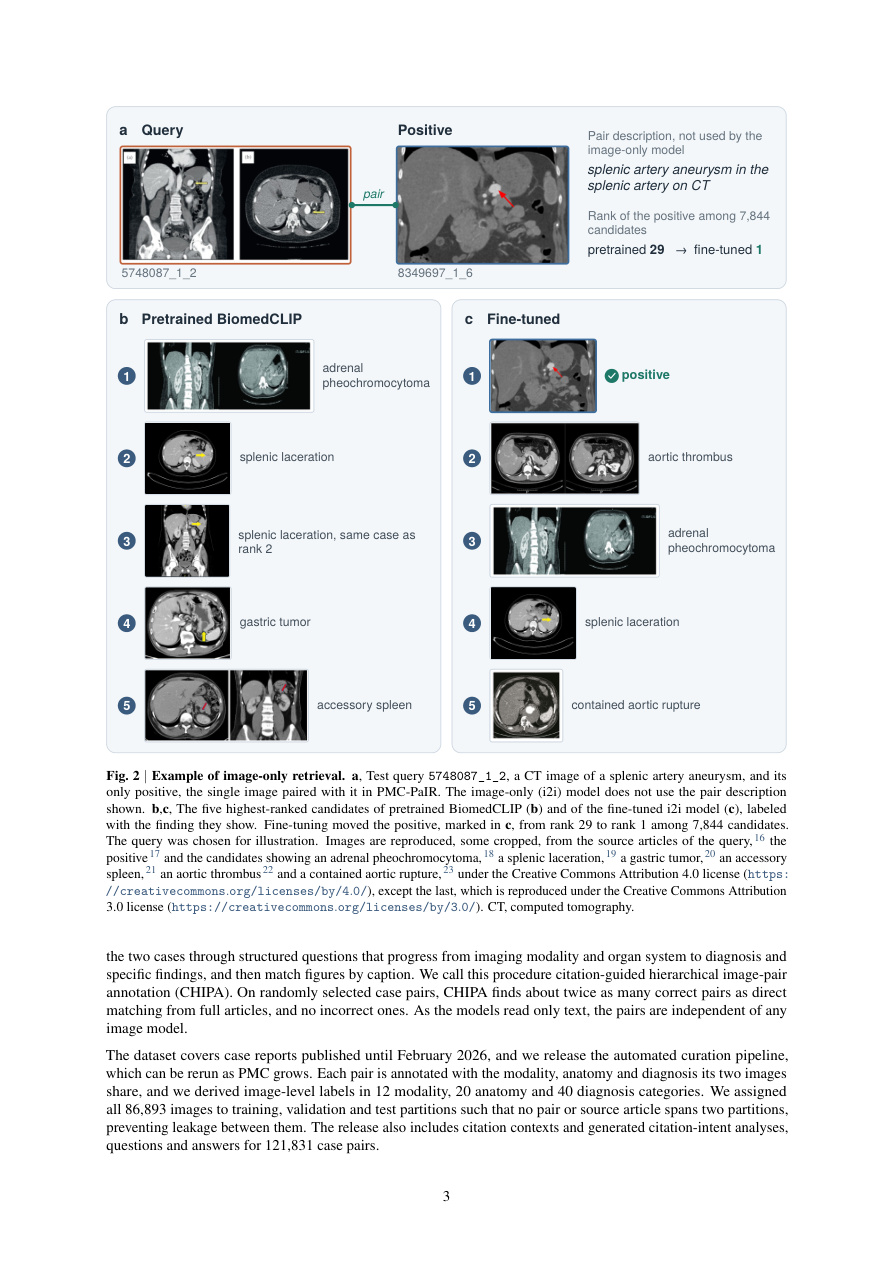 a Query
Positive
(a)
(b)
pair
5748087_1_2
8349697_1_6
Pair description, not used by the
image-only model
splenic artery aneurysm in the
splenic artery on CT
Rank of the positive among 7,844
candidates
pretrained 29 → fine-tuned 1
b Pretrained BiomedCLIP
1
adrenal
pheochromocytoma
2
splenic laceration
3
splenic laceration, same case as
rank 2
4
gastric tumor
5
accessory spleen
c Fine-tuned
1
positive
2
aortic thrombus
3
adrenal
pheochromocytoma
4
splenic laceration
5
contained aortic rupture
Fig. 2 | Example of image-only retrieval. a, Test query 5748087_1_2, a CT image of a splenic artery aneurysm, and its
only positive, the single image paired with it in PMC-PaIR. The image-only (i2i) model does not use the pair description
shown. b,c, The five highest-ranked candidates of pretrained BiomedCLIP (b) and of the fine-tuned i2i model (c), labeled
with the finding they show. Fine-tuning moved the positive, marked in c, from rank 29 to rank 1 among 7,844 candidates.
The query was chosen for illustration. Images are reproduced, some cropped, from the source articles of the query,16 the
positive17 and the candidates showing an adrenal pheochromocytoma,18 a splenic laceration,19 a gastric tumor,20 an accessory
spleen,21 an aortic thrombus22 and a contained aortic rupture,23 under the Creative Commons Attribution 4.0 license (https:
//creativecommons.org/licenses/by/4.0/), except the last, which is reproduced under the Creative Commons Attribution
3.0 license (https://creativecommons.org/licenses/by/3.0/). CT, computed tomography.
the two cases through structured questions that progress from imaging modality and organ system to diagnosis and
specific findings, and then match figures by caption. We call this procedure citation-guided hierarchical image-pair
annotation (CHIPA). On randomly selected case pairs, CHIPA finds about twice as many correct pairs as direct
matching from full articles, and no incorrect ones. As the models read only text, the pairs are independent of any
image model.
The dataset covers case reports published until February 2026, and we release the automated curation pipeline,
which can be rerun as PMC grows. Each pair is annotated with the modality, anatomy and diagnosis its two images
share, and we derived image-level labels in 12 modality, 20 anatomy and 40 diagnosis categories. We assigned
all 86,893 images to training, validation and test partitions such that no pair or source article spans two partitions,
preventing leakage between them. The release also includes citation contexts and generated citation-intent analyses,
questions and answers for 121,831 case pairs.
3